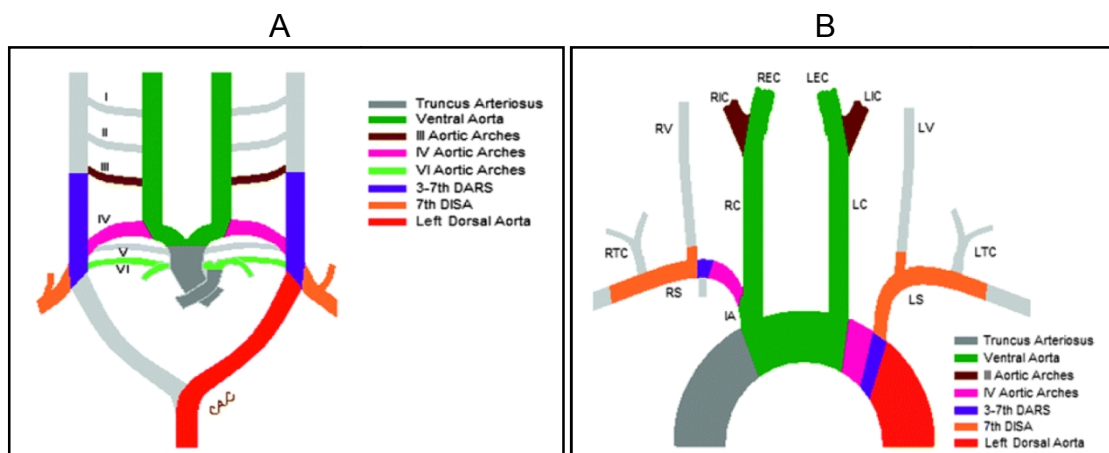 A
B
I
II
III
IV
V
VI
CAC
Truncus Arteriosus
Ventral Aorta
III Aortic Arches
IV Aortic Arches
VI Aortic Arches
3-7th DARS
7th DISA
Left Dorsal Aorta
REC
LEC
RIC
LIC
RV
LV
RC
LC
RTC
LTC
RS
LS
IA
Truncus Arteriosus
Ventral Aorta
III Aortic Arches
IV Aortic Arches
3-7th DARS
7th DISA
Left Dorsal Aorta